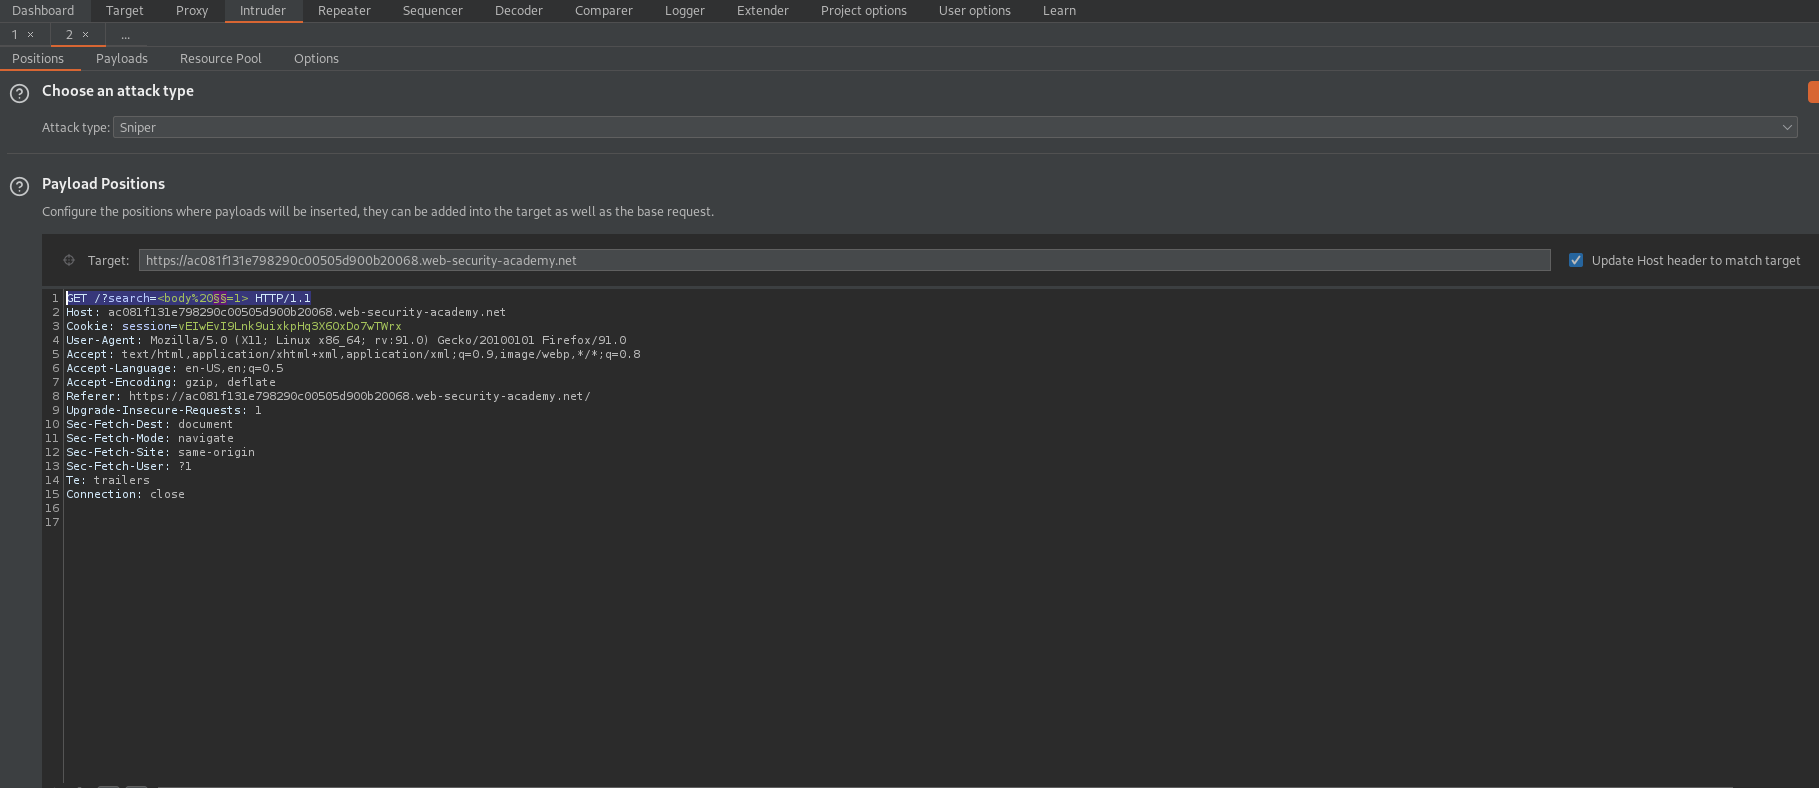 Dashboard Target Proxy Intruder Repeater Sequencer Decoder Comparer Logger Extender Project options User options Learn
1 × 2 × ...
Positions Payloads Resource Pool Options
? Choose an attack type
Attack type: Sniper
? Payload Positions
Configure the positions where payloads will be inserted, they can be added into the target as well as the base request.
Target: https://ac081f131e798290c00505d900b20068.web-security-academy.net Update Host header to match target
1 GET /?search=<body%20§§=1> HTTP/1.1
2 Host: ac081f131e798290c00505d900b20068.web-security-academy.net
3 Cookie: session=vEIwEvI9Lnk9uixkpHq3X6OxDo7wTWrx
4 User-Agent: Mozilla/5.0 (X11; Linux x86_64; rv:91.0) Gecko/20100101 Firefox/91.0
5 Accept: text/html,application/xhtml+xml,application/xml;q=0.9,image/webp,*/*;q=0.8
6 Accept-Language: en-US,en;q=0.5
7 Accept-Encoding: gzip, deflate
8 Referer: https://ac081f131e798290c00505d900b20068.web-security-academy.net/
9 Upgrade-Insecure-Requests: 1
10 Sec-Fetch-Dest: document
11 Sec-Fetch-Mode: navigate
12 Sec-Fetch-Site: same-origin
13 Sec-Fetch-User: ?1
14 Te: trailers
15 Connection: close
16
17